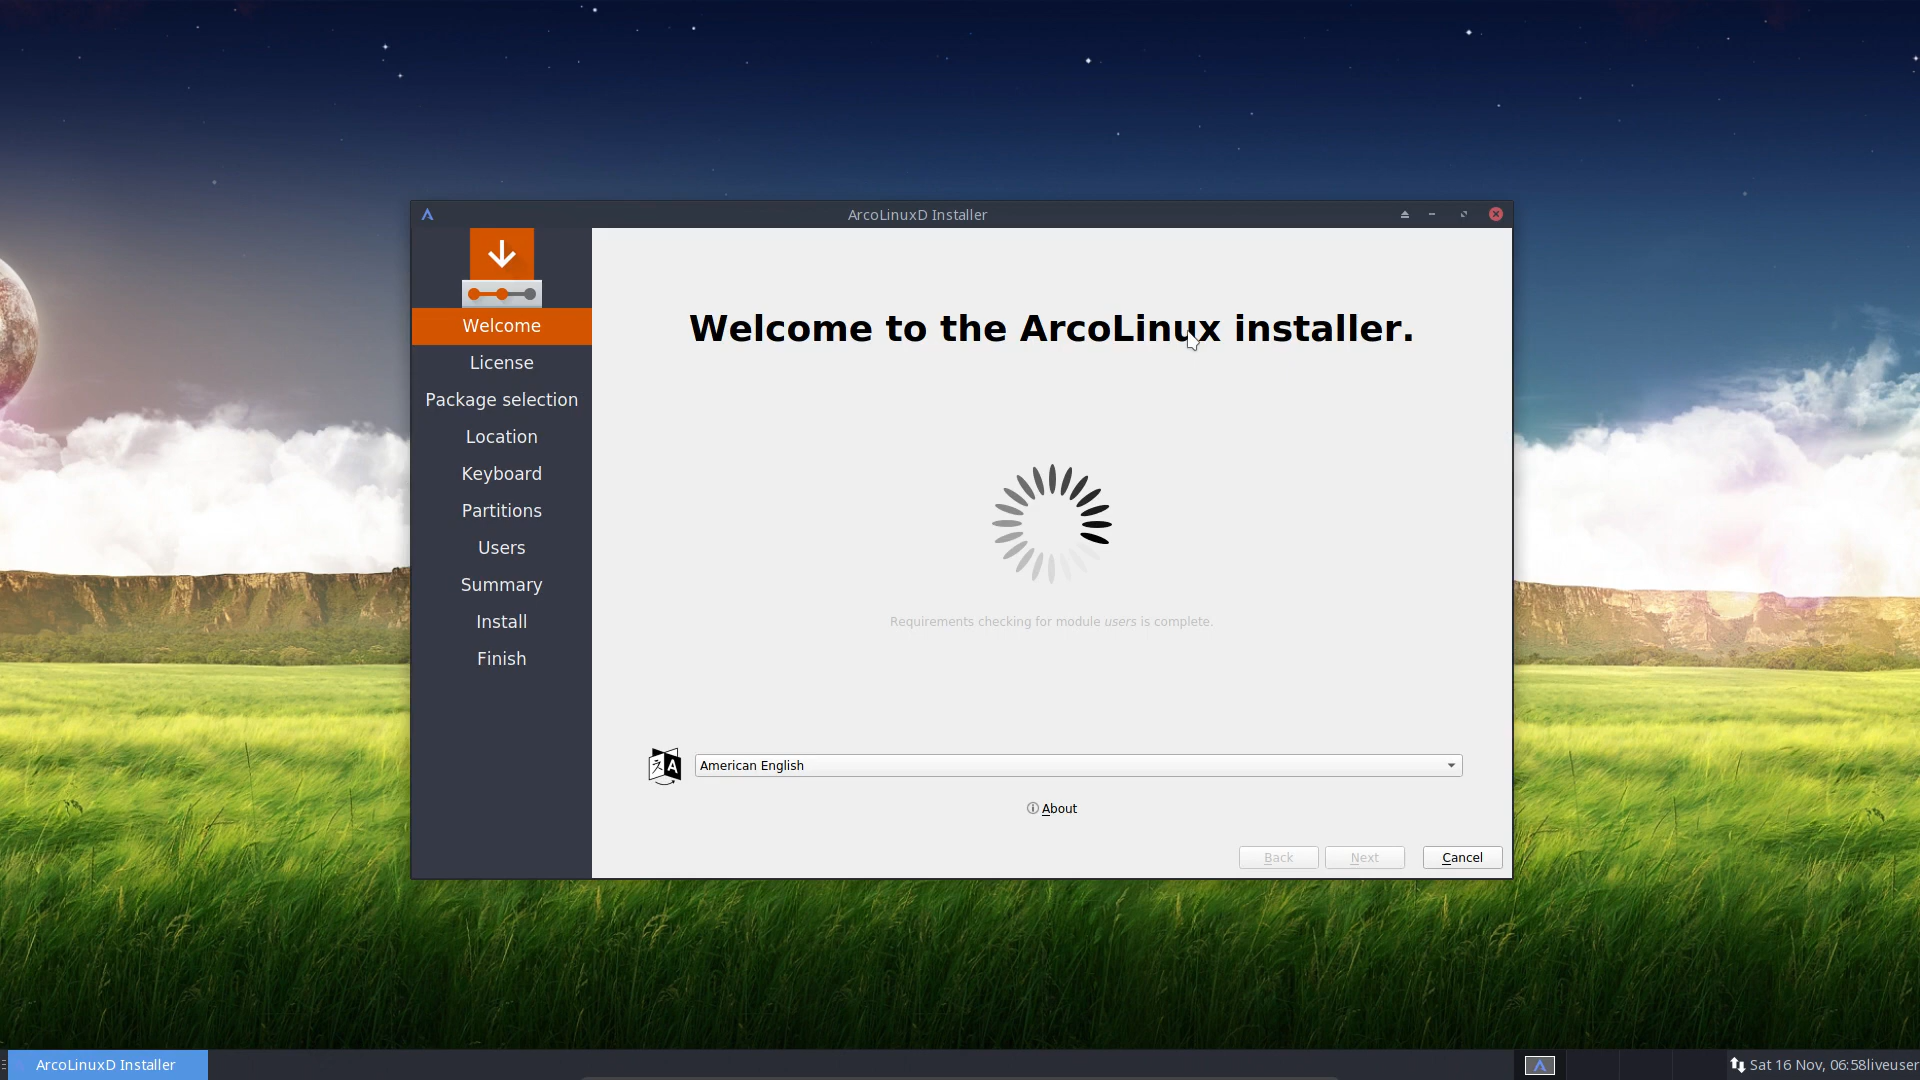 ArcoLinuxD Installer
Welcome
License
Package selection
Location
Keyboard
Partitions
Users
Summary
Install
Finish
Welcome to the ArcoLinux installer.
Requirements checking for module users is complete.
American English
About
Back
Next
Cancel
ArcoLinuxD Installer
Sat 16 Nov, 06:58liveuser